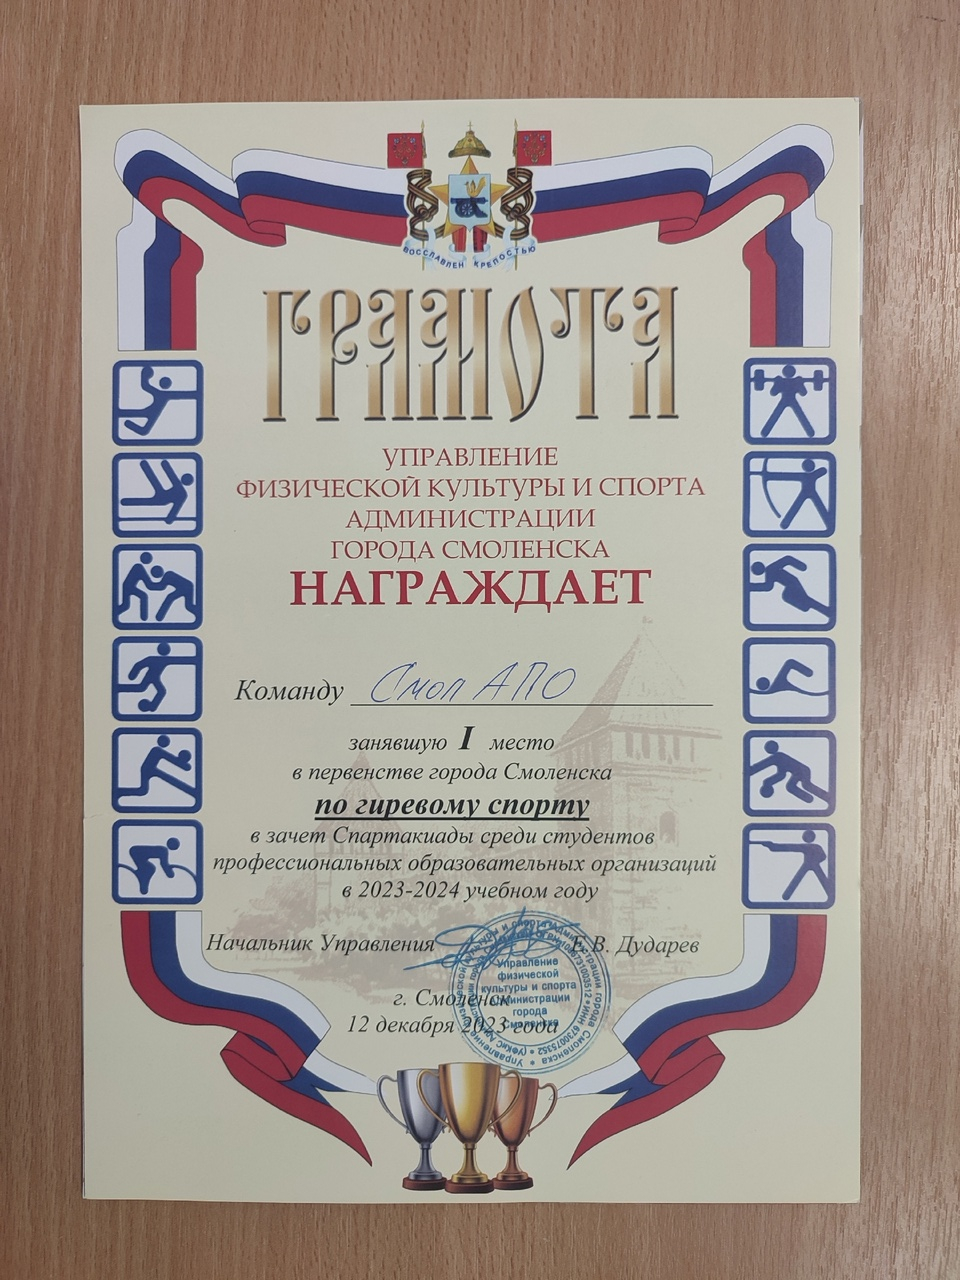 ВОССЛАВЛЕН КРЕПОСТЬЮ
ГРАМОТА
УПРАВЛЕНИЕ
ФИЗИЧЕСКОЙ КУЛЬТУРЫ И СПОРТА
АДМИНИСТРАЦИИ
ГОРОДА СМОЛЕНСКА
НАГРАЖДАЕТ
Команду Смол АПО
занявшую I место
в первенстве города Смоленска
по гиревому спорту
в зачет Спартакиады среди студентов
профессиональных образовательных организаций
в 2023-2024 учебном году
Начальник Управления Е.В. Дударев
г. Смоленск
12 декабря 2023 года
Управление
физической
культуры и спорта
Администрации
города
Смоленска